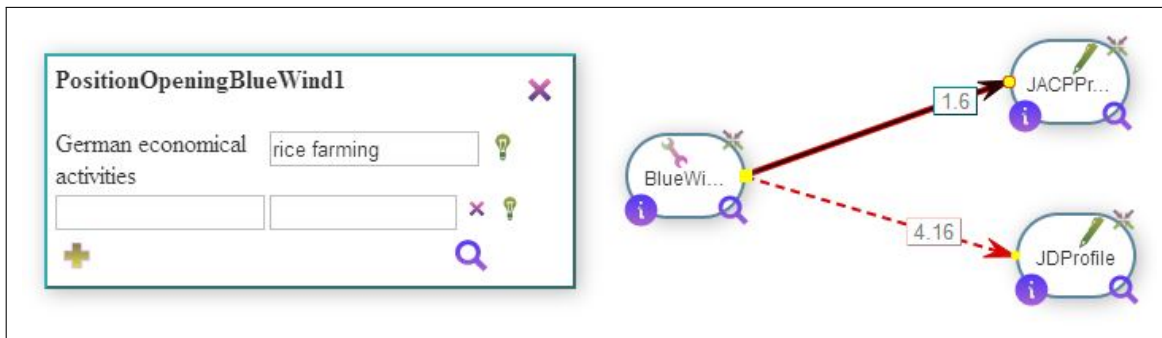 PositionOpeningBlueWind1
German economical
activities
rice farming
BlueWi...
1.6
4.16
JACPPr...
i
JDProfile
i
i